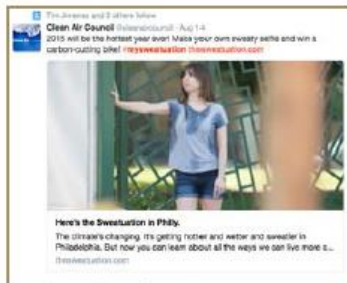 Tim Jimenez and 2 others follow
Clean Air Council @cleanaircouncil · Aug 14
2015 will be the hottest year ever! Make your own sweaty selfie and win a
carbon-cutting bike! #mysweatuation thesweatuation.com
Here's the Sweatuation in Philly.
The climate's changing. It's getting hotter and wetter and sweatier in
Philadelphia. But now you can learn about all the ways we can live more s...
thesweatuation.com